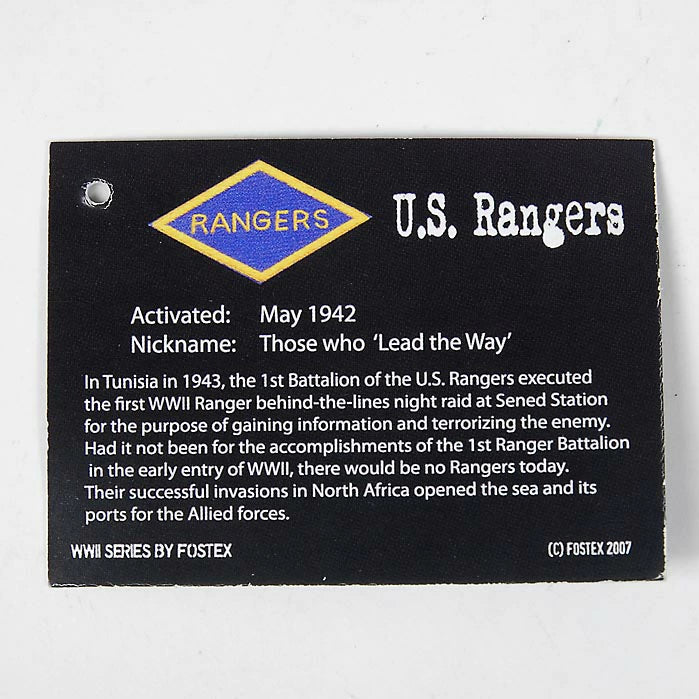 RANGERS
U.S. Rangers
Activated: May 1942
Nickname: Those who ‘Lead the Way’
In Tunisia in 1943, the 1st Battalion of the U.S. Rangers executed
the first WWII Ranger behind-the-lines night raid at Sened Station
for the purpose of gaining information and terrorizing the enemy.
Had it not been for the accomplishments of the 1st Ranger Battalion
in the early entry of WWII, there would be no Rangers today.
Their successful invasions in North Africa opened the sea and its
ports for the Allied forces.
WWII SERIES BY FOSTEX
(C) FOSTEX 2007